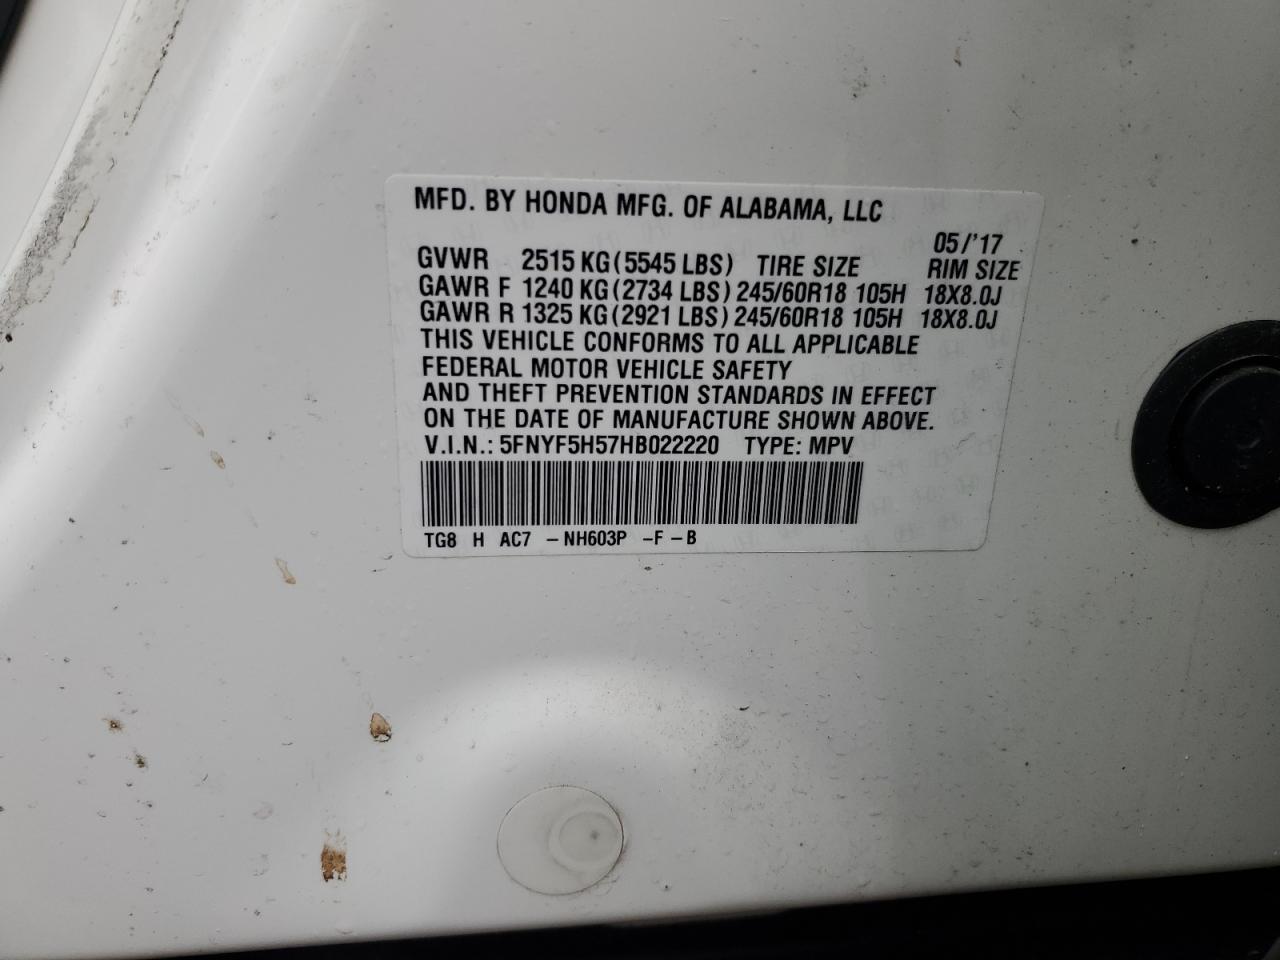 MFD. BY HONDA MFG. OF ALABAMA, LLC
05/'17
GVWR 2515 KG (5545 LBS) TIRE SIZE RIM SIZE
GAWR F 1240 KG (2734 LBS) 245/60R18 105H 18X8.0J
GAWR R 1325 KG (2921 LBS) 245/60R18 105H 18X8.0J
THIS VEHICLE CONFORMS TO ALL APPLICABLE
FEDERAL MOTOR VEHICLE SAFETY
AND THEFT PREVENTION STANDARDS IN EFFECT
ON THE DATE OF MANUFACTURE SHOWN ABOVE.
V.I.N.: 5FNYF5H57HB022220 TYPE: MPV
TG8 H AC7 -NH603P -F -B